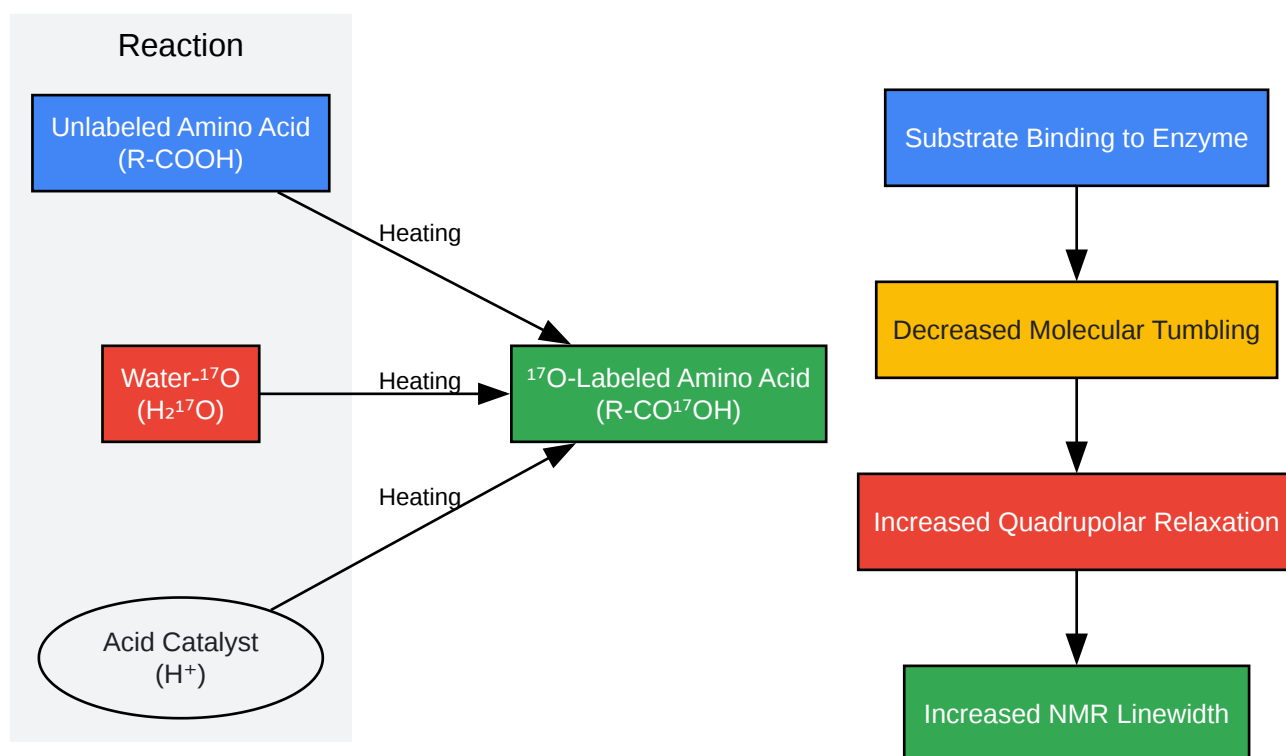 Reaction
Unlabeled Amino Acid
(R-COOH)
Heating
Water-¹⁷O
(H₂¹⁷O)
Heating
¹⁷O-Labeled Amino Acid
(R-CO¹⁷OH)
Heating
Acid Catalyst
(H⁺)
Substrate Binding to Enzyme
Decreased Molecular Tumbling
Increased Quadrupolar Relaxation
Increased NMR Linewidth